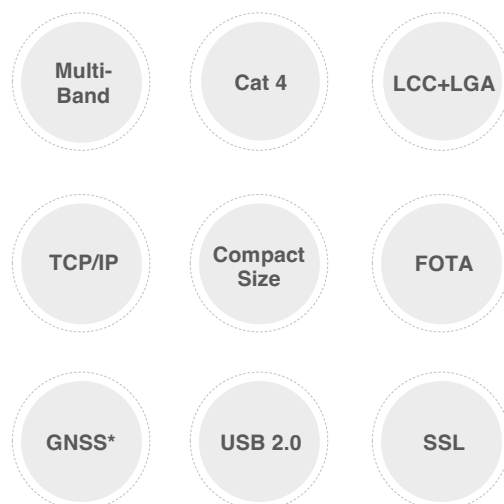 Multi-
Band
Cat 4
LCC+LGA
TCP/IP
Compact
Size
FOTA
GNSS*
USB 2.0
SSL